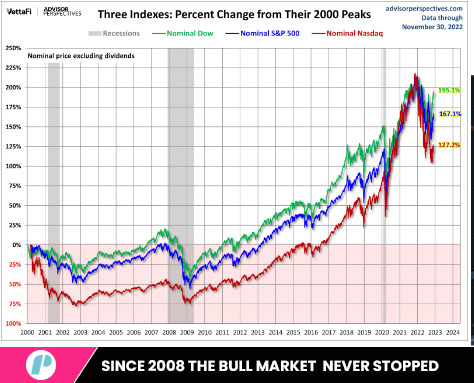 VettaFi
ADVISOR
PERSPECTIVES
Three Indexes: Percent Change from Their 2000 Peaks
advisorperspectives.com
Data through
November 30, 2022
Recessions
Nominal Dow
Nominal S&P 500
Nominal Nasdaq
250%
Nominal price excluding dividends
225%
200%
195.1%
175%
167.1%
150%
127.2%
125%
100%
75%
50%
25%
0%
25%
50%
75%
100%
2000 2001 2002 2003 2004 2005 2006 2007 2008 2009 2010 2011 2012 2013 2014 2015 2016 2017 2018 2019 2020 2021 2022 2023 2024
SINCE 2008 THE BULL MARKET NEVER STOPPED